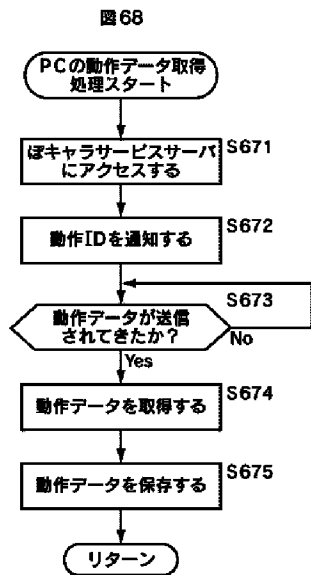 図68
PCの動作データ取得
処理スタート
ぽキャラサービスサーバ
にアクセスする
S671
動作IDを通知する
S672
動作データが送信
されてきたか？
S673
No
Yes
動作データを取得する
S674
動作データを保存する
S675
リターン